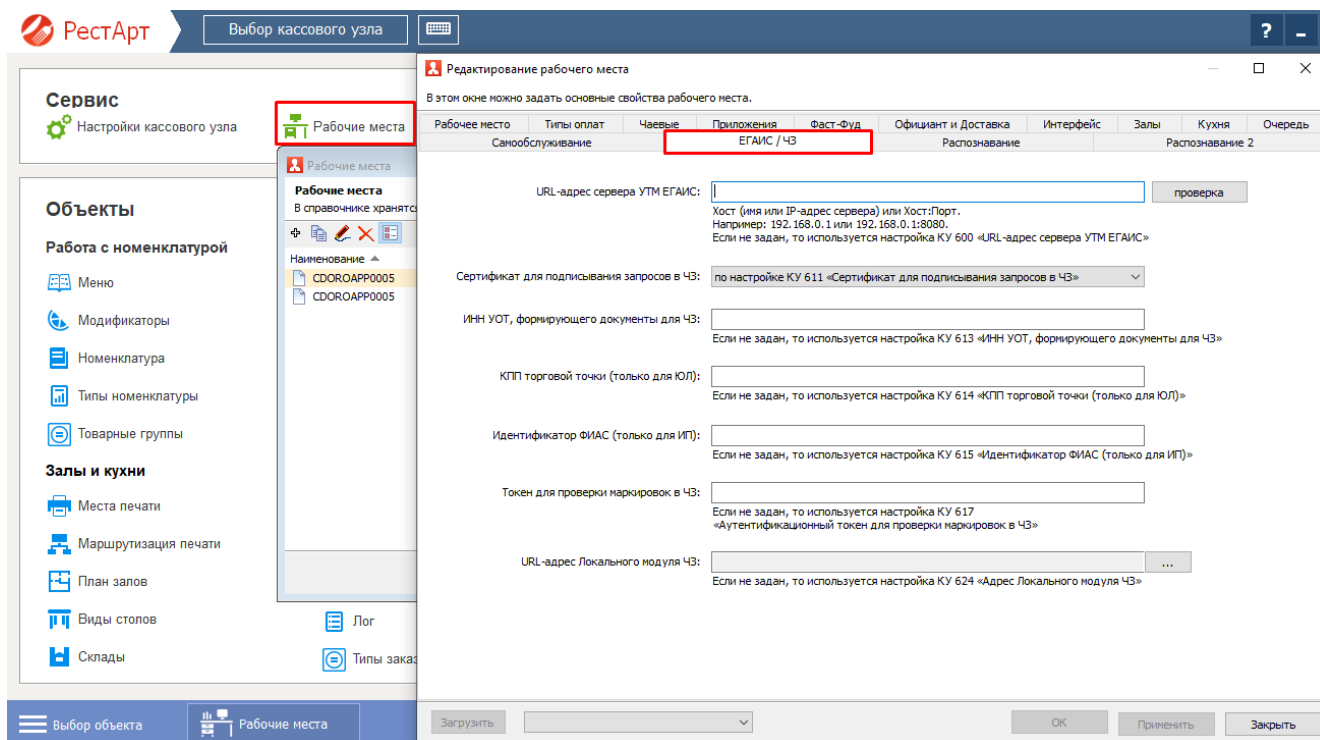 РестАрт
Выбор кассового узла
?
Сервис
Настройки кассового узла
Рабочие места
Объекты
Работа с номенклатурой
Меню
Модификаторы
Номенклатура
Типы номенклатуры
Товарные группы
Залы и кухни
Места печати
Маршрутизация печати
План залов
Виды столов
Склады
Лог
Типы заказ
Рабочие места
Рабочие места
В справочнике хранятс
Наименование
CDOROAPP0005
CDOROAPP0005
Редактирование рабочего места
В этом окне можно задать основные свойства рабочего места.
Рабочее место Типы оплат Чаевые Приложения Фаст-Фуд Официант и Доставка Интерфейс Залы Кухня Очередь
Самообслуживание ЕГАИС / ЧЗ Распознавание Распознавание 2
URL-адрес сервера УТМ ЕГАИС: проверка
Хост (имя или IP-адрес сервера) или Хост:Порт.
Например: 192.168.0.1 или 192.168.0.1:8080.
Если не задан, то используется настройка КУ 600 «URL-адрес сервера УТМ ЕГАИС»
Сертификат для подписывания запросов в ЧЗ: по настройке КУ 611 «Сертификат для подписывания запросов в ЧЗ»
ИНН УОТ, формирующего документы для ЧЗ:
Если не задан, то используется настройка КУ 613 «ИНН УОТ, формирующего документы для ЧЗ»
КПП торговой точки (только для ЮЛ):
Если не задан, то используется настройка КУ 614 «КПП торговой точки (только для ЮЛ)»
Идентификатор ФИАС (только для ИП):
Если не задан, то используется настройка КУ 615 «Идентификатор ФИАС (только для ИП)»
Токен для проверки маркировок в ЧЗ:
Если не задан, то используется настройка КУ 617
«Аутентификационный токен для проверки маркировок в ЧЗ»
URL-адрес Локального модуля ЧЗ: ...
Если не задан, то используется настройка КУ 624 «Адрес Локального модуля ЧЗ»
Загрузить ОК Применить Закрыть
Выбор объекта Рабочие места